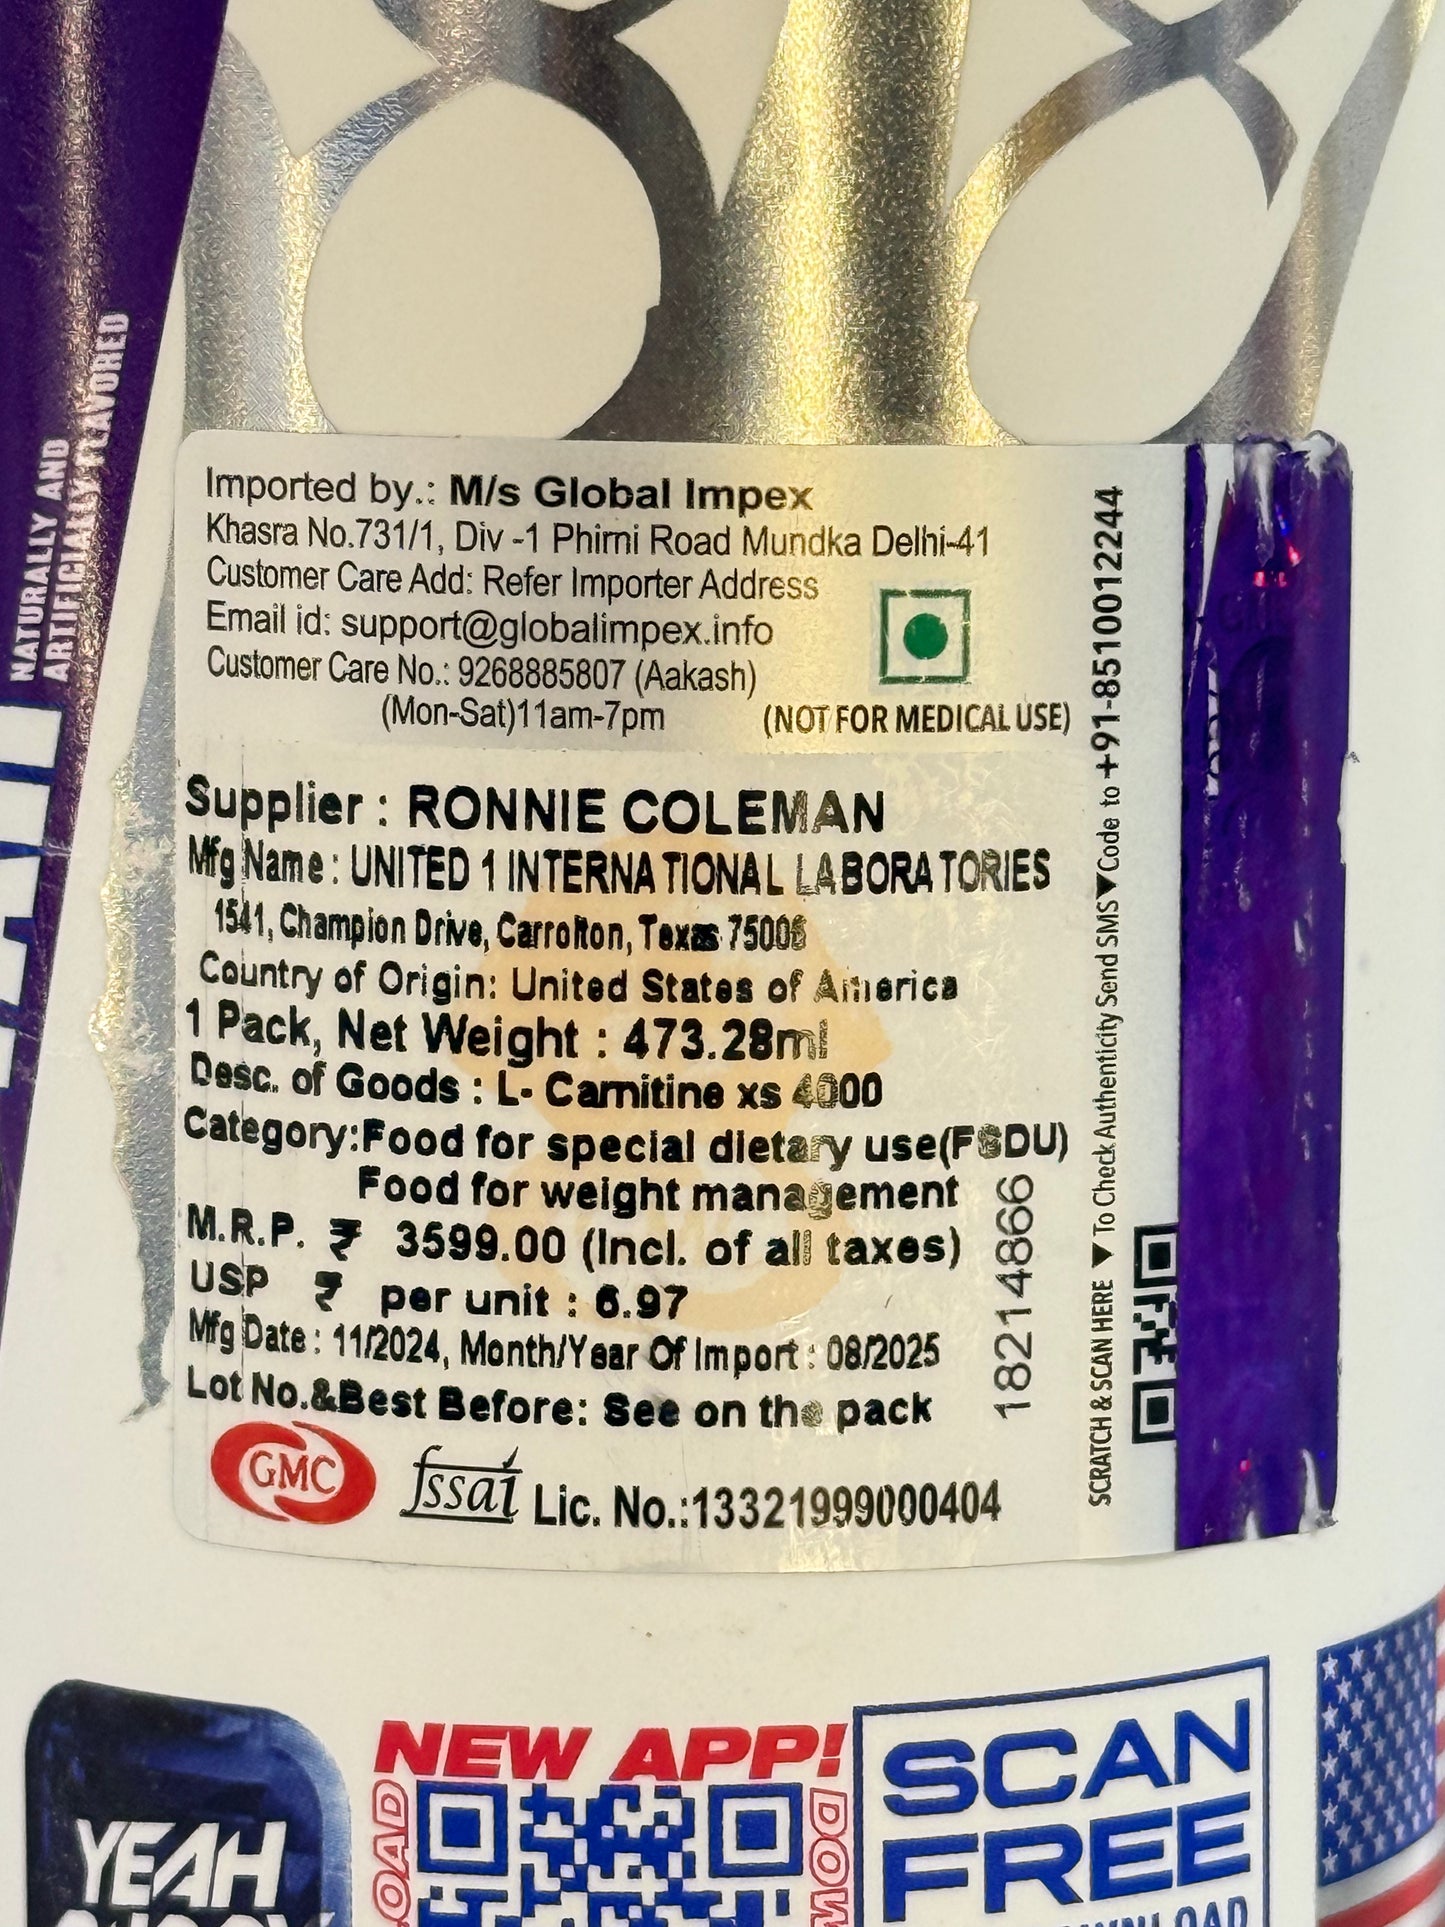 NATURALLY AND
ARTIFICIALLY FLAVORED
Imported by.: M/s Global Impex
Khasra No.731/1, Div -1 Phirni Road Mundka Delhi-41
Customer Care Add: Refer Importer Address
Email id: support@globalimpex.info
Customer Care No.: 9268885807 (Aakash)
(Mon-Sat)11am-7pm
(NOT FOR MEDICAL USE)
Supplier : RONNIE COLEMAN
Mfg Name : UNITED 1 INTERNATIONAL LABORATORIES
1541, Champion Drive, Carrolton, Texas 75006
Country of Origin: United States of America
1 Pack, Net Weight : 473.28ml
Desc. of Goods : L- Carnitine xs 4000
Category:Food for special dietary use(FSDU)
Food for weight management
M.R.P. ₹ 3599.00 (Incl. of all taxes)
USP ₹ per unit : 6.97
Mfg Date : 11/2024, Month/Year Of Import : 08/2025
Lot No.&Best Before: See on the pack
GMC
fssai Lic. No.:13321999000404
18214866
SCRATCH & SCAN HERE ▼ To Check Authenticity Send SMS▼Code to +91-8510012244
NEW APP!
SCAN
FREE
YEAH